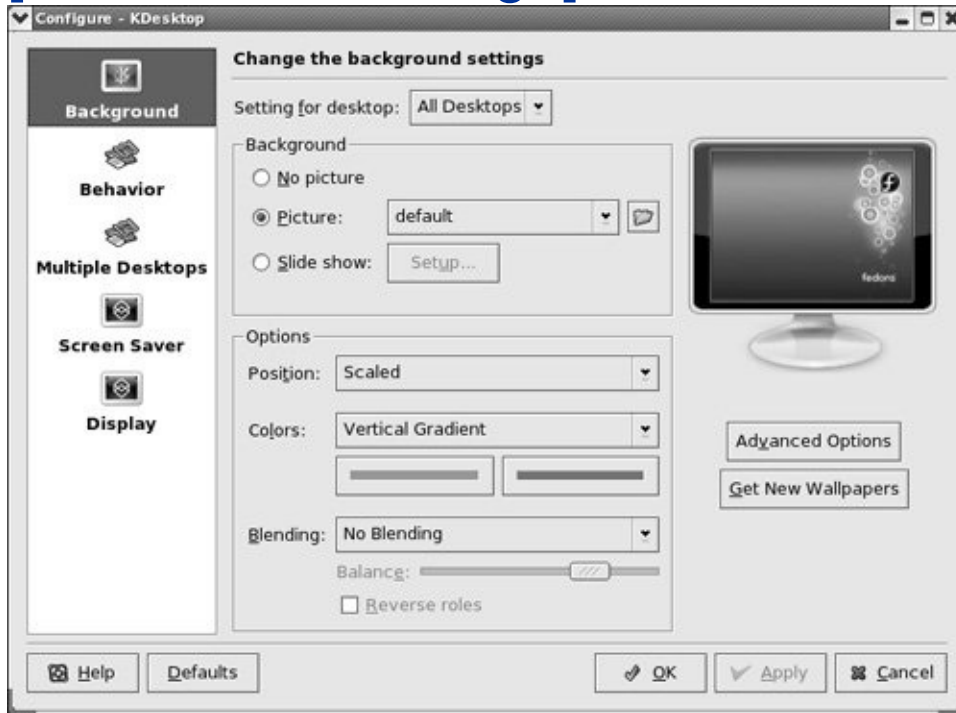 Configure - KDesktop
Background
Behavior
Multiple Desktops
Screen Saver
Display
Change the background settings
Setting for desktop: All Desktops
Background
No picture
Picture: default
Slide show: Setup...
fedora
Options
Position: Scaled
Colors: Vertical Gradient
Blending: No Blending
Balance:
Reverse roles
Advanced Options
Get New Wallpapers
Help Defaults OK Apply Cancel